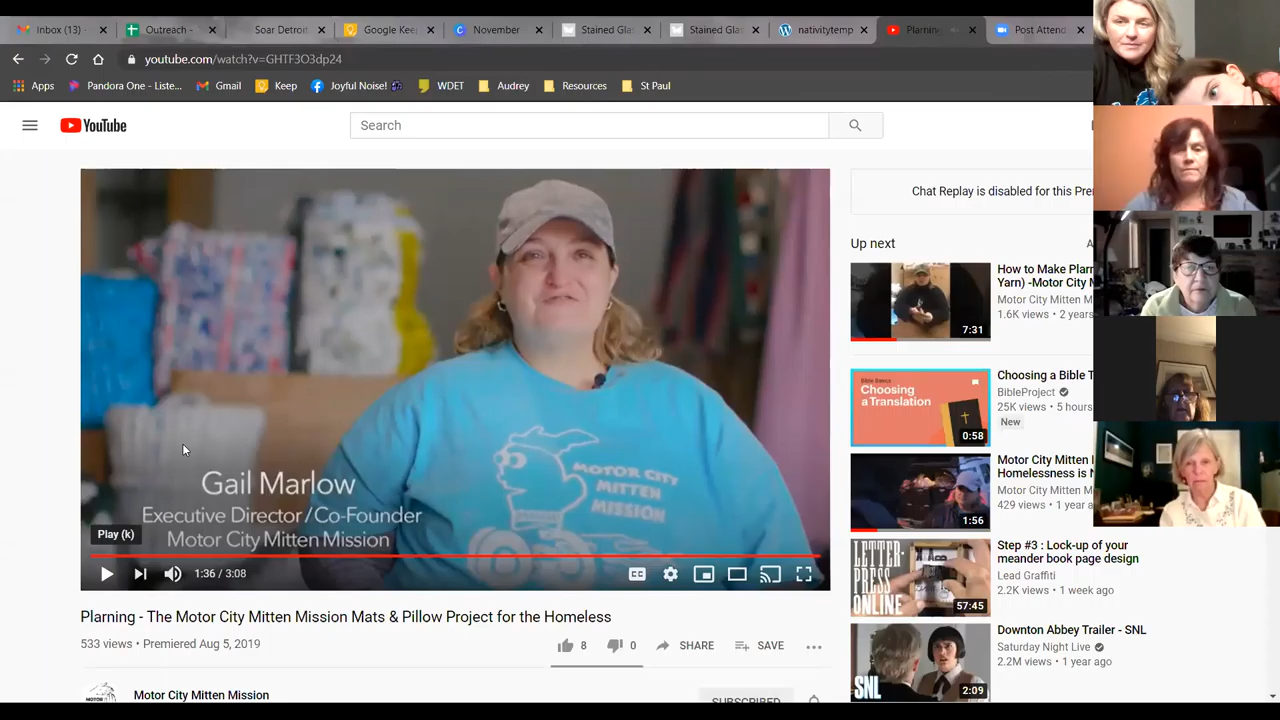 Inbox (13) -
Outreach -
Soar Detroit
Google Kee
November
Stained Glas
Stained Glas
nativitytemp
Planning
Post Attend
youtube.com/watch?v=GHTF3O3dp24
Apps
Pandora One - Liste...
Gmail
Keep
Joyful Noise!
WDET
Audrey
Resources
St Paul
YouTube
Search
MOTOR CITY
MITTEN
MISSION
Gail Marlow
Executive Director/Co-Founder
Motor City Mitten Mission
Play (k)
1:36 / 3:08
CC
Planning - The Motor City Mitten Mission Mats & Pillow Project for the Homeless
533 views • Premiered Aug 5, 2019
8
0
SHARE
SAVE
Motor City Mitten Mission
SUBSCRIBED
Chat Replay is disabled for this Pre
Up next
A
How to Make Plarn
Yarn) -Motor City M
Motor City Mitten M
1.6K views • 2 years
7:31
Bible Basics
Choosing
a Translation
0:58
Choosing a Bible T
BibleProject
25K views • 5 hours
New
Motor City Mitten
Homelessness is N
Motor City Mitten M
429 views • 1 year a
1:56
LETTER-
PRESS
ONLINE
57:45
Step #3 : Lock-up of your
meander book page design
Lead Graffiti
2.2K views • 1 week ago
SNL
2:09
Downton Abbey Trailer - SNL
Saturday Night Live
2.2M views • 1 year ago